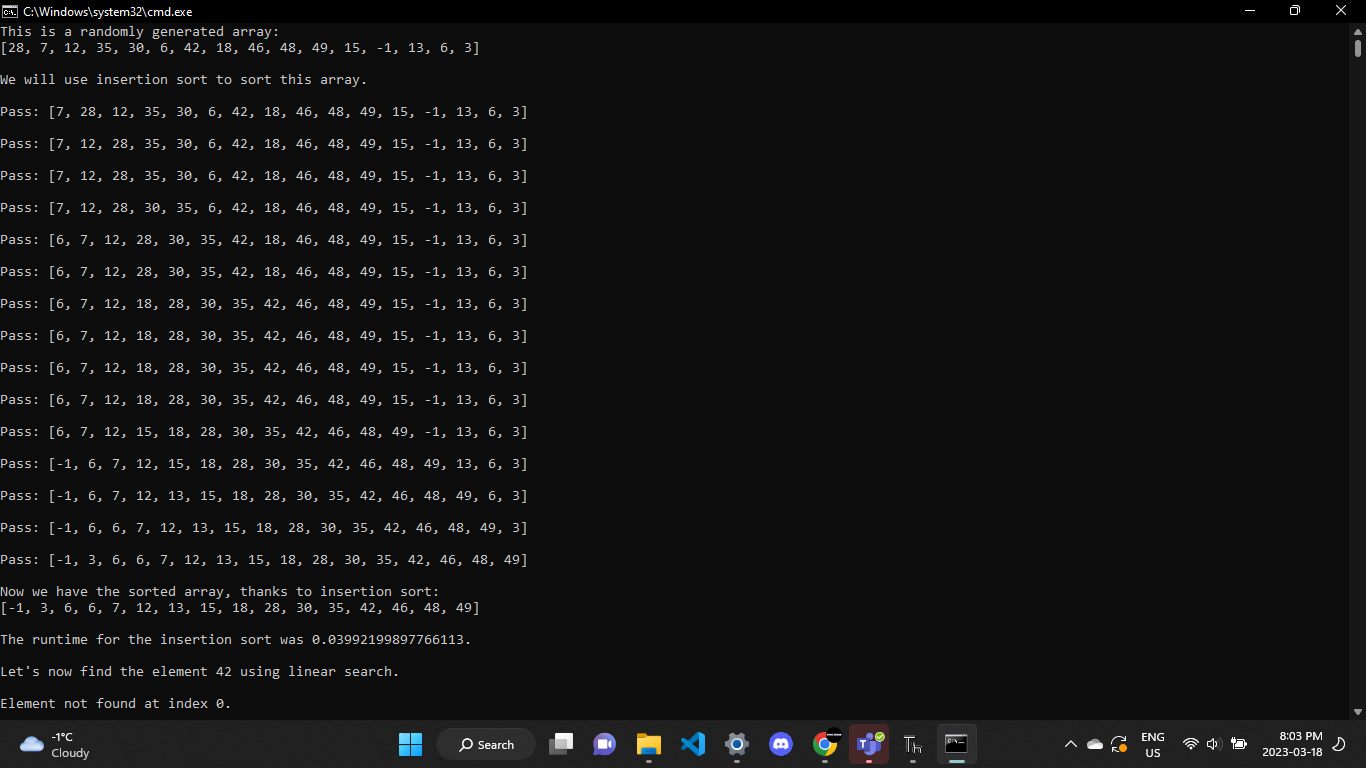 C:\Windows\system32\cmd.exe
This is a randomly generated array:
[28, 7, 12, 35, 30, 6, 42, 18, 46, 48, 49, 15, -1, 13, 6, 3]
We will use insertion sort to sort this array.
Pass: [7, 28, 12, 35, 30, 6, 42, 18, 46, 48, 49, 15, -1, 13, 6, 3]
Pass: [7, 12, 28, 35, 30, 6, 42, 18, 46, 48, 49, 15, -1, 13, 6, 3]
Pass: [7, 12, 28, 35, 30, 6, 42, 18, 46, 48, 49, 15, -1, 13, 6, 3]
Pass: [7, 12, 28, 30, 35, 6, 42, 18, 46, 48, 49, 15, -1, 13, 6, 3]
Pass: [6, 7, 12, 28, 30, 35, 42, 18, 46, 48, 49, 15, -1, 13, 6, 3]
Pass: [6, 7, 12, 28, 30, 35, 42, 18, 46, 48, 49, 15, -1, 13, 6, 3]
Pass: [6, 7, 12, 18, 28, 30, 35, 42, 46, 48, 49, 15, -1, 13, 6, 3]
Pass: [6, 7, 12, 18, 28, 30, 35, 42, 46, 48, 49, 15, -1, 13, 6, 3]
Pass: [6, 7, 12, 18, 28, 30, 35, 42, 46, 48, 49, 15, -1, 13, 6, 3]
Pass: [6, 7, 12, 18, 28, 30, 35, 42, 46, 48, 49, 15, -1, 13, 6, 3]
Pass: [6, 7, 12, 15, 18, 28, 30, 35, 42, 46, 48, 49, -1, 13, 6, 3]
Pass: [-1, 6, 7, 12, 15, 18, 28, 30, 35, 42, 46, 48, 49, 13, 6, 3]
Pass: [-1, 6, 7, 12, 13, 15, 18, 28, 30, 35, 42, 46, 48, 49, 6, 3]
Pass: [-1, 6, 6, 7, 12, 13, 15, 18, 28, 30, 35, 42, 46, 48, 49, 3]
Pass: [-1, 3, 6, 6, 7, 12, 13, 15, 18, 28, 30, 35, 42, 46, 48, 49]
Now we have the sorted array, thanks to insertion sort:
[-1, 3, 6, 6, 7, 12, 13, 15, 18, 28, 30, 35, 42, 46, 48, 49]
The runtime for the insertion sort was 0.03992199897766113.
Let's now find the element 42 using linear search.
Element not found at index 0.
-1°C
Cloudy
Search
ENG
US
8:03 PM
2023-03-18